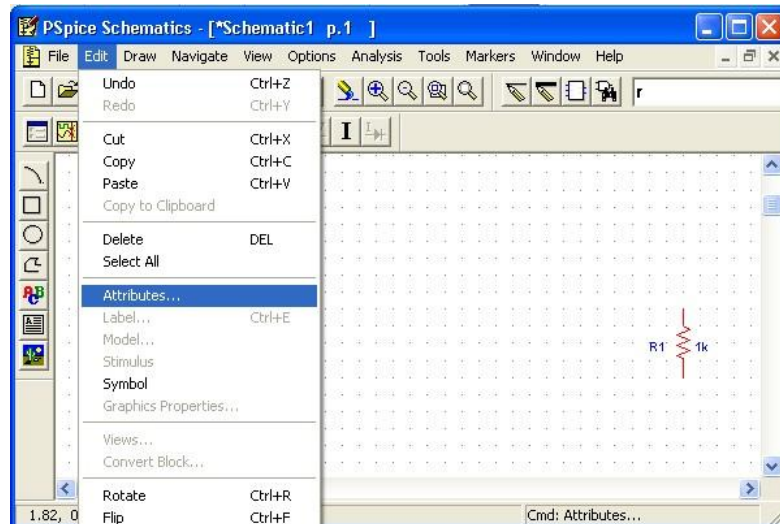 PSpice Schematics - [*Schematic1 p.1 ]
File Edit Draw Navigate View Options Analysis Tools Markers Window Help
r
Undo Ctrl+Z
Redo Ctrl+Y
Cut Ctrl+X
Copy Ctrl+C
Paste Ctrl+V
Copy to Clipboard
Delete DEL
Select All
Attributes...
Label... Ctrl+E
Model...
Stimulus
Symbol
Graphics Properties...
Views...
Convert Block...
Rotate Ctrl+R
Flip Ctrl+F
I
R1 1k
1.82, 0
Cmd: Attributes...